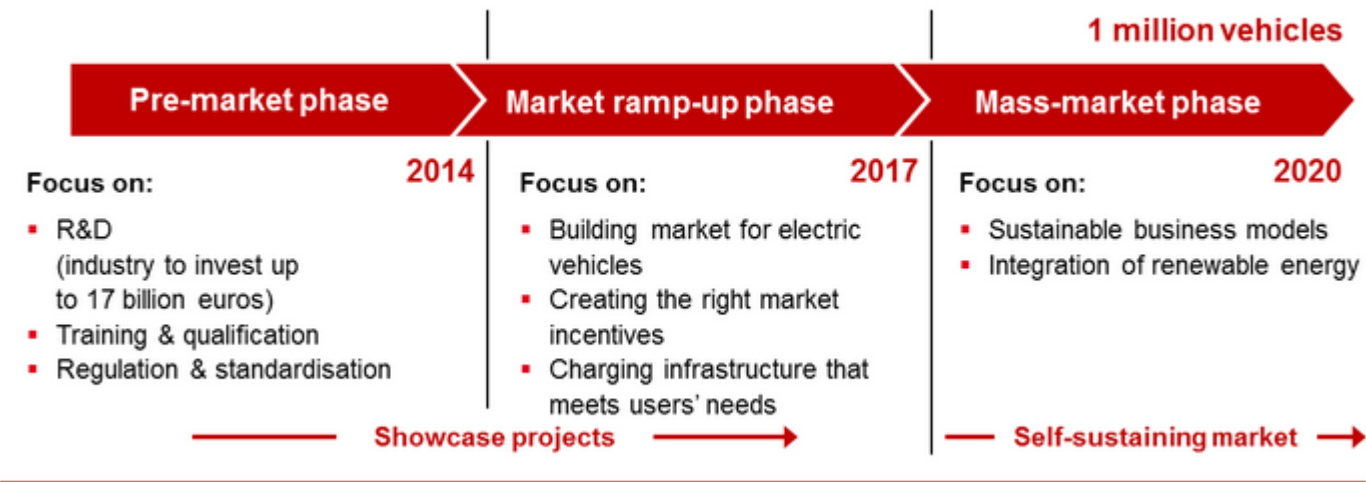 1 million vehicles
Pre-market phase
Market ramp-up phase
Mass-market phase
2014
Focus on:
R&D
(industry to invest up
to 17 billion euros)
Training & qualification
Regulation & standardisation
2017
Focus on:
Building market for electric
vehicles
Creating the right market
incentives
Charging infrastructure that
meets users' needs
2020
Focus on:
Sustainable business models
Integration of renewable energy
Showcase projects
Self-sustaining market